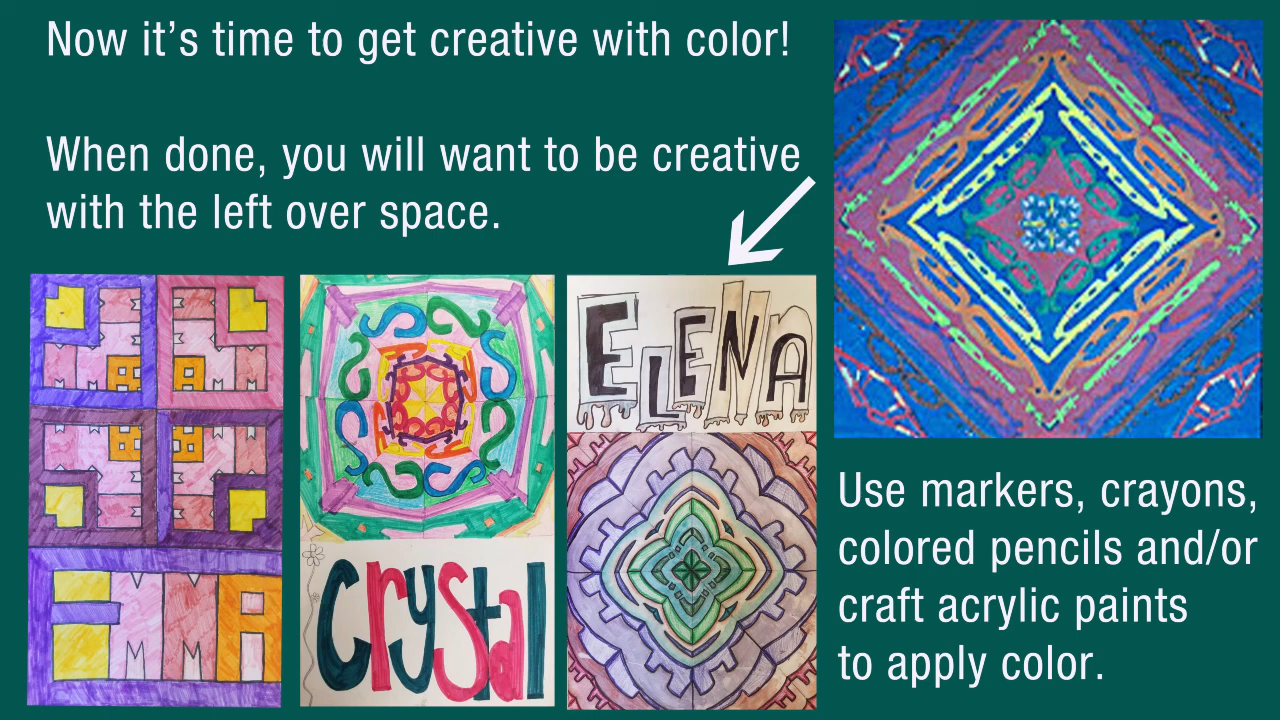 Now it's time to get creative with color!
When done, you will want to be creative
with the left over space.
EMMA
Crystal
ELENA
Use markers, crayons,
colored pencils and/or
craft acrylic paints
to apply color.